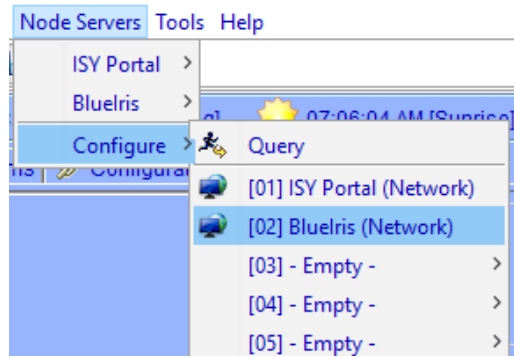 Node Servers Tools Help
ISY Portal >
BlueIris >
07:06:04 AM [Sunrise]
Configure >
Query
[01] ISY Portal (Network)
[02] BlueIris (Network)
[03] - Empty - >
[04] - Empty - >
[05] - Empty - >